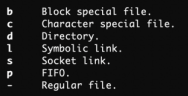 b Block special file.
c Character special file.
d Directory.
l Symbolic link.
s Socket link.
p FIFO.
- Regular file.